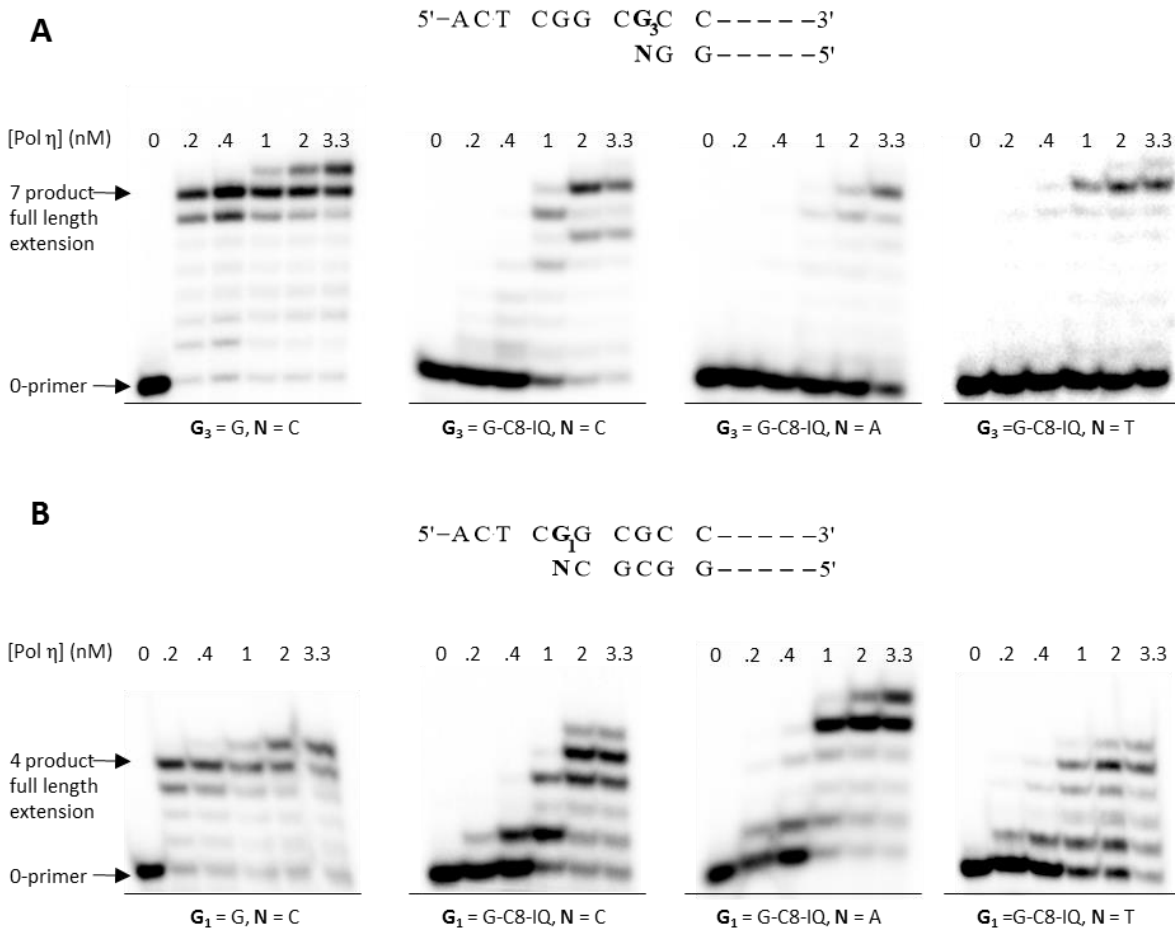 A
5'–ACT CGG CG3C C-----3'
NG G-----5'
[Pol η] (nM) 0 .2 .4 1 2 3.3 0 .2 .4 1 2 3.3 0 .2 .4 1 2 3.3 0 .2 .4 1 2 3.3
7 product
full length
extension
0-primer
G3 = G, N = C G3 = G-C8-IQ, N = C G3 = G-C8-IQ, N = A G3 =G-C8-IQ, N = T
B
5'–ACT CG1G CGCC C-----3'
NC GCGG G-----5'
[Pol η] (nM) 0 .2 .4 1 2 3.3 0 .2 .4 1 2 3.3 0 .2 .4 1 2 3.3 0 .2 .4 1 2 3.3
4 product
full length
extension
0-primer
G1 = G, N = C G1 = G-C8-IQ, N = C G1 = G-C8-IQ, N = A G1 =G-C8-IQ, N = T